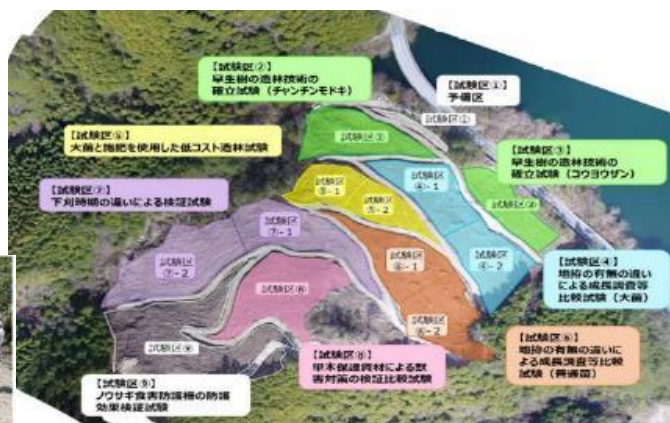 【試験区②】
早生樹の造林技術の
確立試験（チャンチンモドキ）
【試験区①】
予備区
試験区①
【試験区⑤】
大苗と施肥を使用した低コスト造林試験
試験区②
【試験区③】
早生樹の造林技術の
確立試験（コウヨウザン）
試験区
④-1
【試験区⑦】
下刈時期の違いによる検証試験
試験区
⑤-1
試験区
⑤-2
試験区③
試験区
⑦-1
試験区
⑦-2
試験区
⑥-1
試験区
④-2
【試験区④】
地拵の有無の違い
による成長調査等
比較試験（大苗）
試験区⑧
試験区
⑥-2
試験区⑨
【試験区⑧】
単木保護資材による獣
害対策の検証比較試験
【試験区⑥】
地拵の有無の違いによ
る成長調査等比較
試験（普通苗）
【試験区⑨】
ノウサギ食害防護柵の防護
効果検証試験